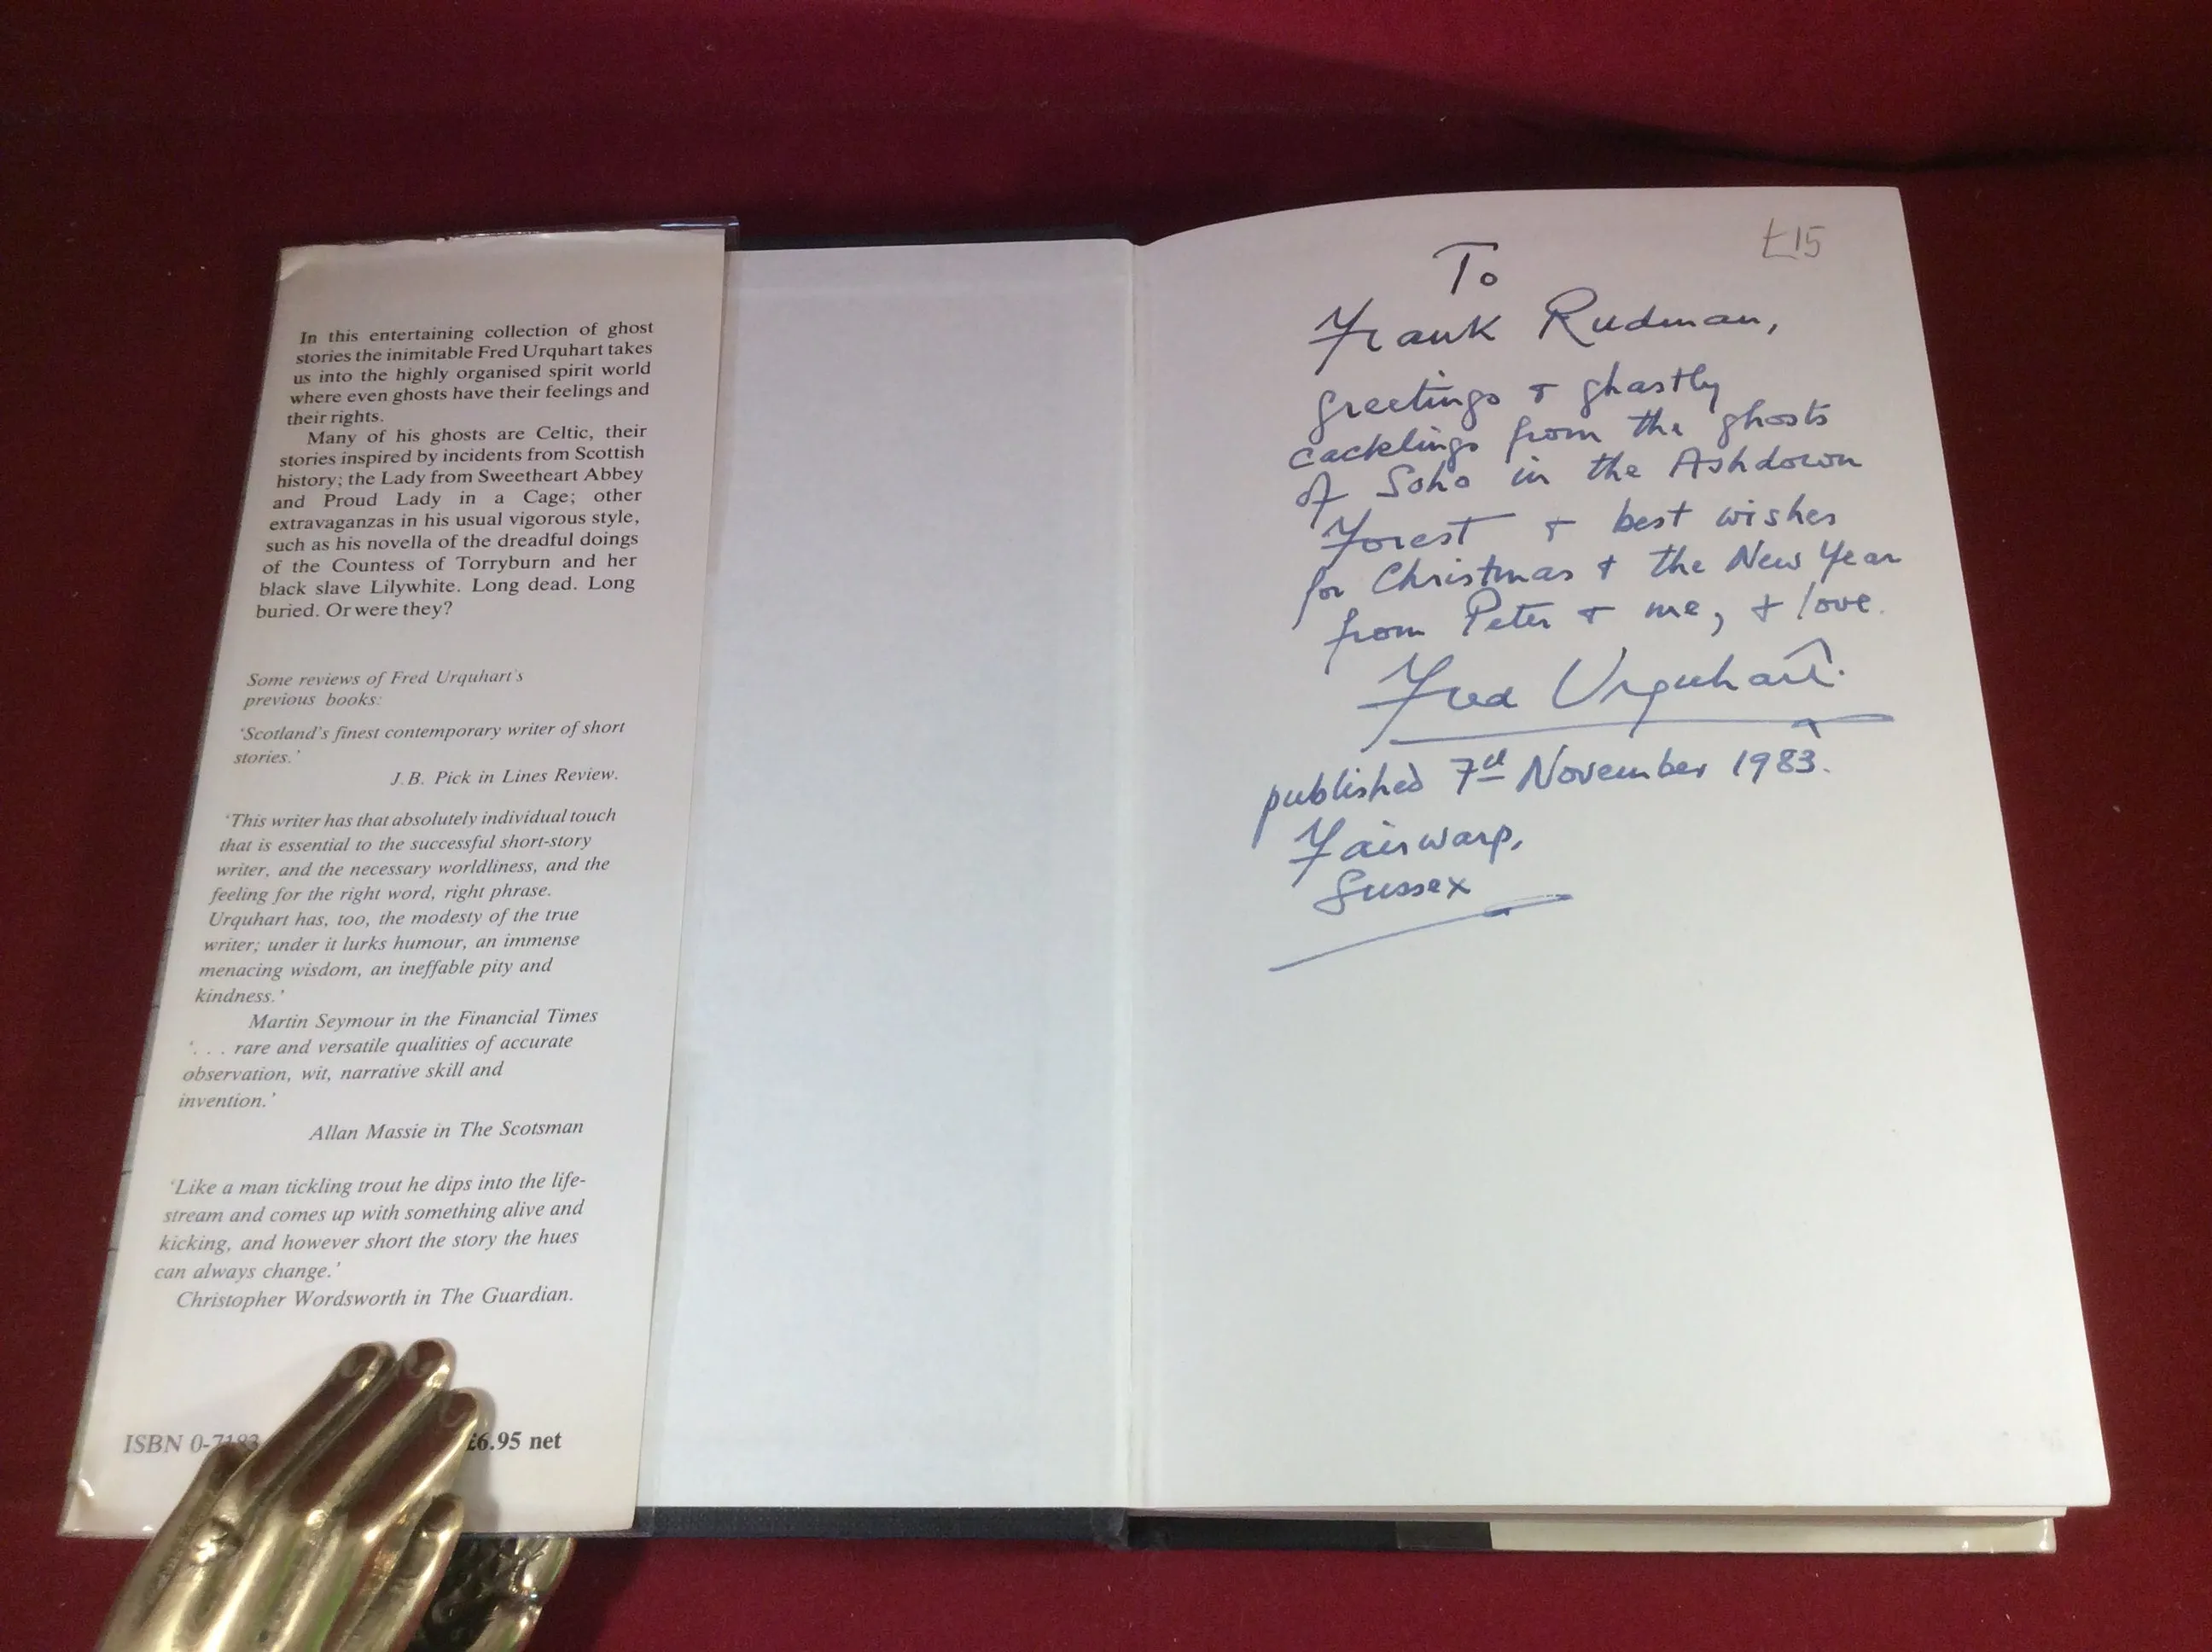 In this entertaining collection of ghost
stories the inimitable Fred Urquhart takes
us into the highly organised spirit world
where even ghosts have their feelings and
their rights.
Many of his ghosts are Celtic, their
stories inspired by incidents from Scottish
history; the Lady from Sweetheart Abbey
and Proud Lady in a Cage; other
extravaganzas in his usual vigorous style,
such as his novella of the dreadful doings
of the Countess of Torryburn and her
black slave Lilywhite. Long dead. Long
buried. Or were they?
Some reviews of Fred Urquhart's
previous books:
'Scotland's finest contemporary writer of short
stories.'
J.B. Pick in Lines Review.
'This writer has that absolutely individual touch
that is essential to the successful short-story
writer, and the necessary worldliness, and the
feeling for the right word, right phrase.
Urquhart has, too, the modesty of the true
writer; under it lurks humour, an immense
menacing wisdom, an ineffable pity and
kindness.'
Martin Seymour in the Financial Times
'. . . rare and versatile qualities of accurate
observation, wit, narrative skill and
invention.'
Allan Massie in The Scotsman
'Like a man tickling trout he dips into the life-
stream and comes up with something alive and
kicking, and however short the story the hues
can always change.'
Christopher Wordsworth in The Guardian.
ISBN 0-7183
£6.95 net
£15
To
Frank Rudman,
greetings & ghastly
cacklings from the ghosts
of Soho in the Ashdown
Forest & best wishes
for Christmas & the New Year
from Peter & me, & love.
Fred Urquhart.
published 7th November 1983.
Fairwarp,
Sussex